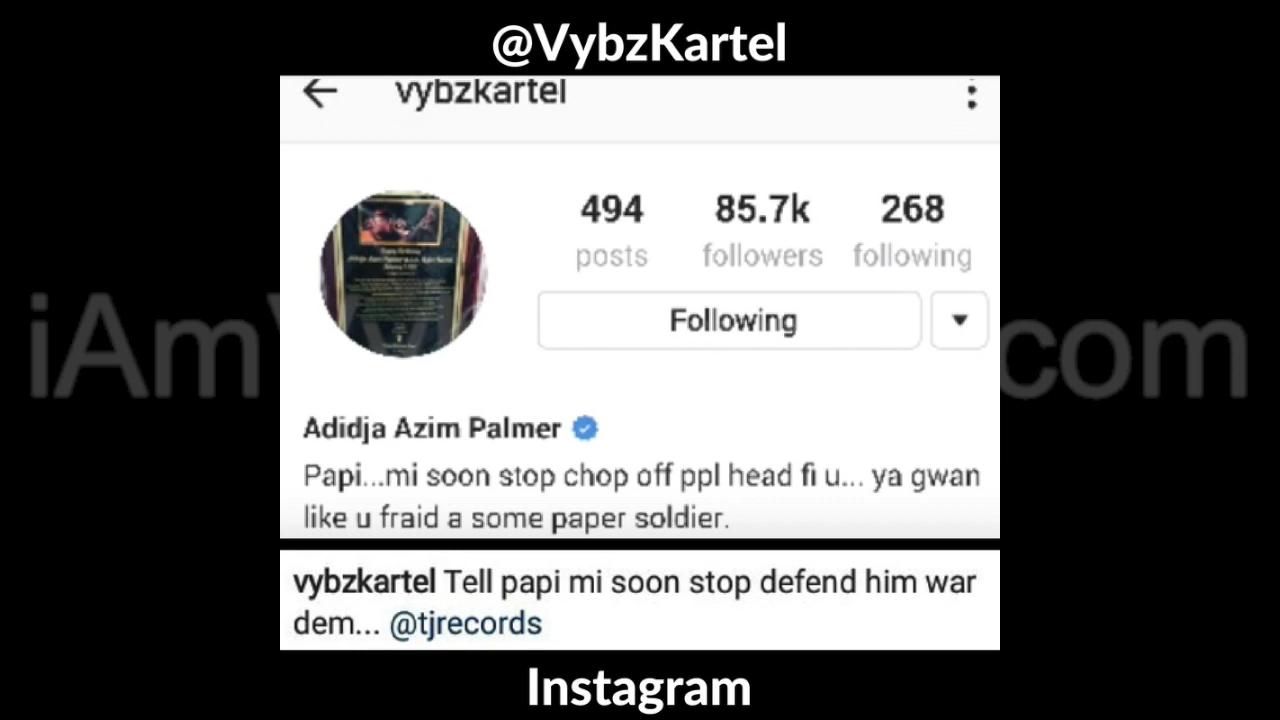 @VybzKartel
vybzkartel
494 85.7k 268
posts followers following
Following
iAm com
Adidja Azim Palmer
Papi...mi soon stop chop off ppl head fi u... ya gwan
like u fraid a some paper soldier.
vybzkartel Tell papi mi soon stop defend him war
dem... @tjrecords
Instagram